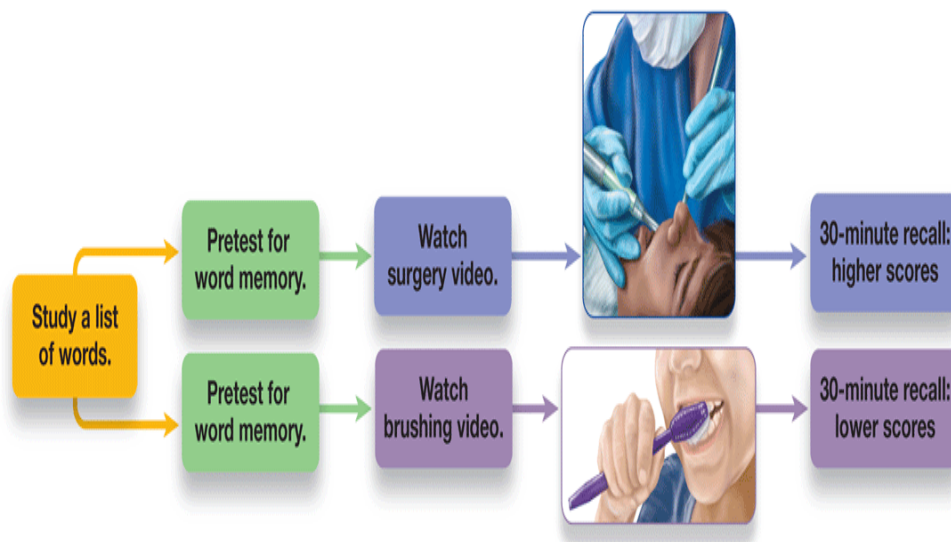 Study a list
of words.
Pretest for
word memory.
Watch
surgery video.
30-minute recall:
higher scores
Pretest for
word memory.
Watch
brushing video.
30-minute recall:
lower scores